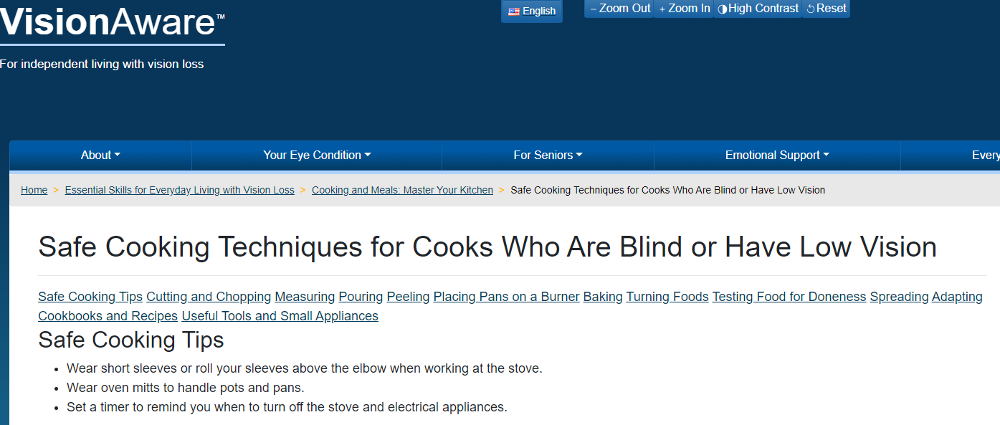 VisionAware™
English
– Zoom Out + Zoom In High Contrast Reset
For independent living with vision loss
About Your Eye Condition For Seniors Emotional Support Every
Home > Essential Skills for Everyday Living with Vision Loss > Cooking and Meals: Master Your Kitchen > Safe Cooking Techniques for Cooks Who Are Blind or Have Low Vision
Safe Cooking Techniques for Cooks Who Are Blind or Have Low Vision
Safe Cooking Tips Cutting and Chopping Measuring Pouring Peeling Placing Pans on a Burner Baking Turning Foods Testing Food for Doneness Spreading Adapting
Cookbooks and Recipes Useful Tools and Small Appliances
Safe Cooking Tips
• Wear short sleeves or roll your sleeves above the elbow when working at the stove.
• Wear oven mitts to handle pots and pans.
• Set a timer to remind you when to turn off the stove and electrical appliances.